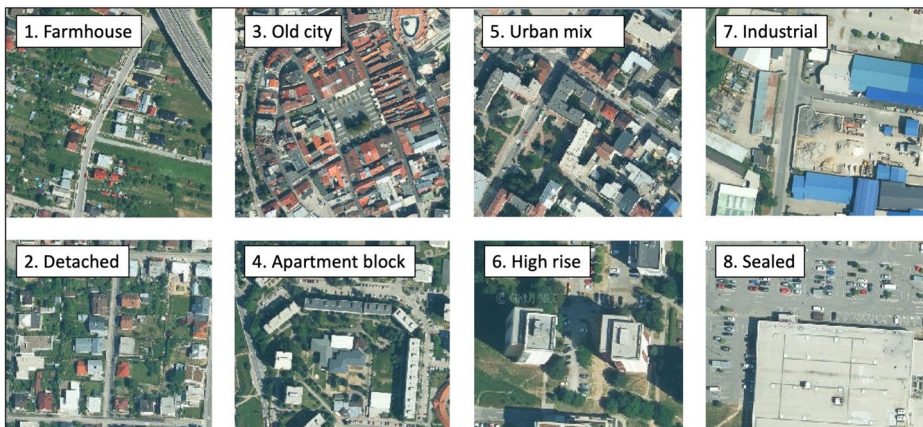 1. Farmhouse
3. Old city
5. Urban mix
7. Industrial
2. Detached
4. Apartment block
6. High rise
8. Sealed